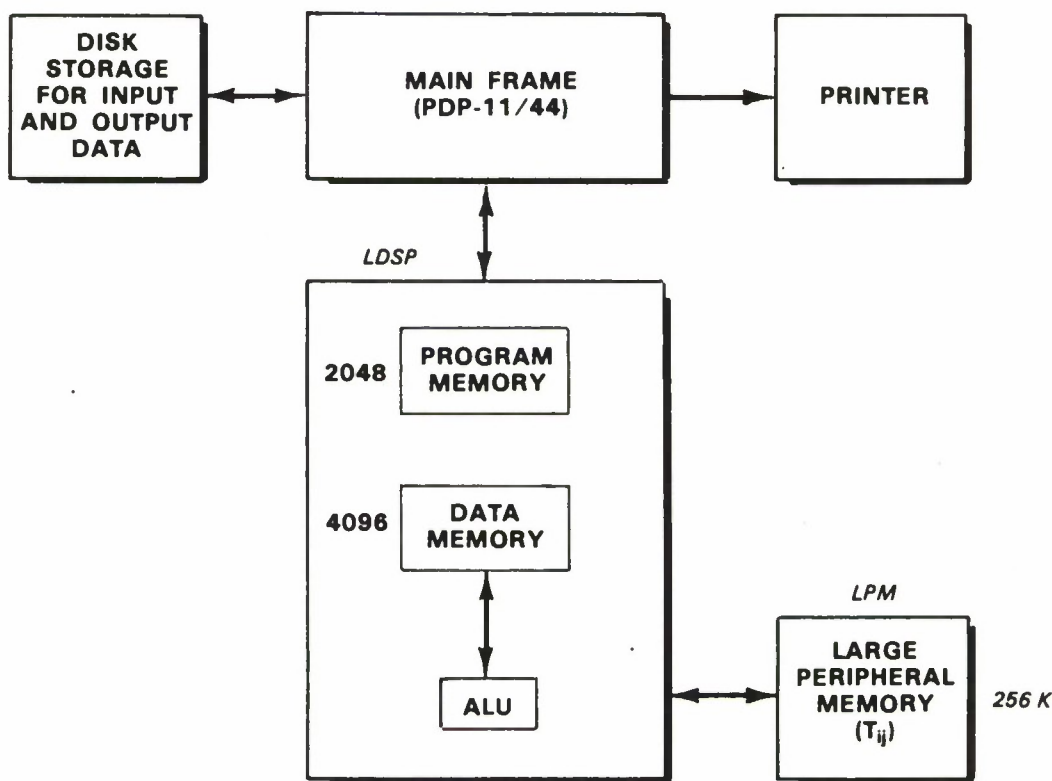 DISK
STORAGE
FOR INPUT
AND OUTPUT
DATA
MAIN FRAME
(PDP-11/44)
PRINTER
LDSP
2048
PROGRAM
MEMORY
4096
DATA
MEMORY
ALU
LPM
LARGE
PERIPHERAL
MEMORY
(Tij)
256 K